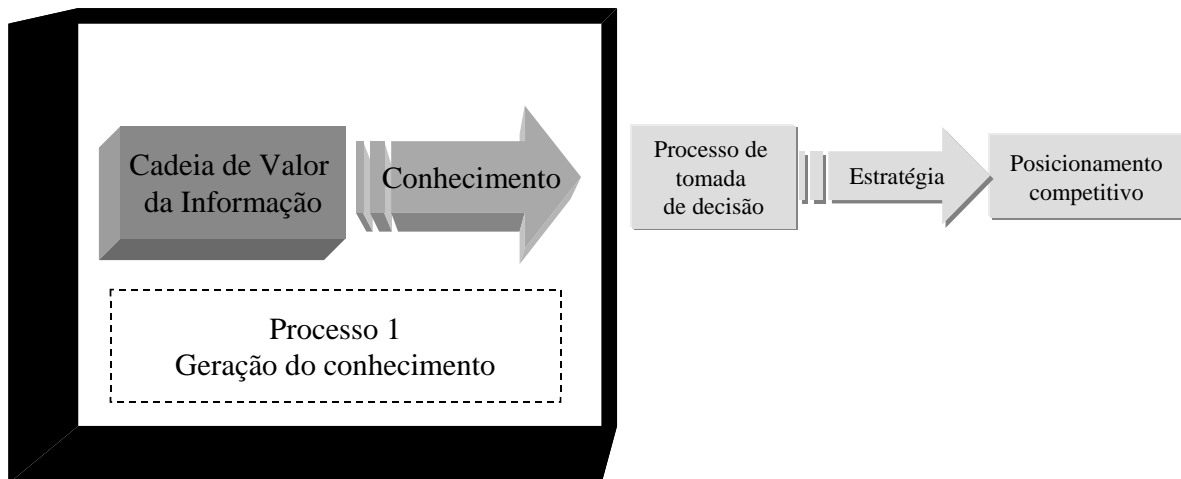 Cadeia de Valor
da Informação
Conhecimento
Processo 1
Geração do conhecimento
Processo de
tomada
de decisão
Estratégia
Posicionamento
competitivo